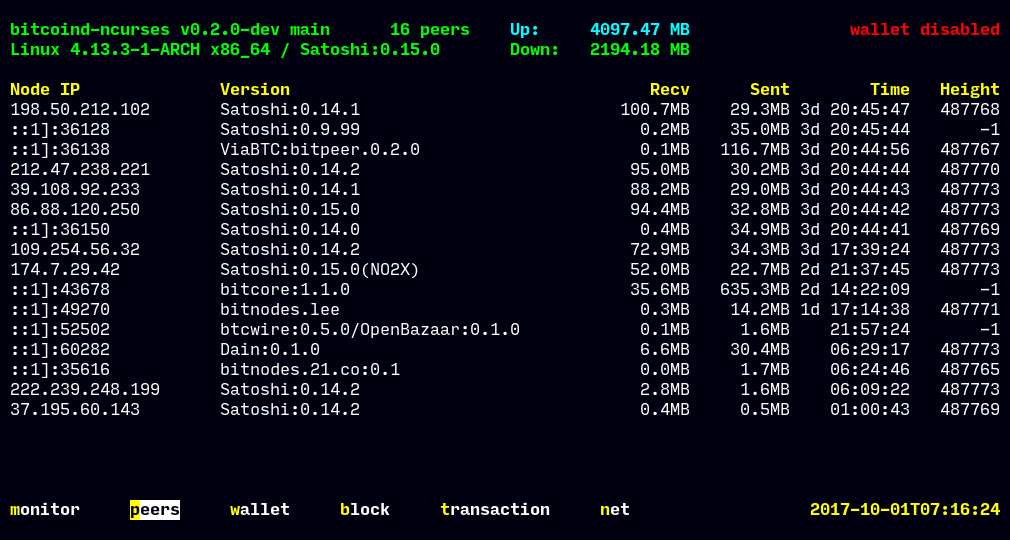 bitcoind-ncurses v0.2.0-dev main      16 peers    Up:     4097.47 MB                wallet disabled
Linux 4.13.3-1-ARCH x86_64 / Satoshi:0.15.0       Down:   2194.18 MB
Node IP              Version                                    Recv      Sent        Time   Height
198.50.212.102       Satoshi:0.14.1                          100.7MB    29.3MB 3d 20:45:47   487768
::1]:36128           Satoshi:0.9.99                            0.2MB    35.0MB 3d 20:45:44       -1
::1]:36138           ViaBTC:bitpeer.0.2.0                      0.1MB   116.7MB 3d 20:44:56   487767
212.47.238.221       Satoshi:0.14.2                           95.0MB    30.2MB 3d 20:44:44   487770
39.108.92.233        Satoshi:0.14.1                           88.2MB    29.0MB 3d 20:44:43   487773
86.88.120.250        Satoshi:0.15.0                           94.4MB    32.8MB 3d 20:44:42   487773
::1]:36150           Satoshi:0.14.0                            0.4MB    34.9MB 3d 20:44:41   487769
109.254.56.32        Satoshi:0.14.2                           72.9MB    34.3MB 3d 17:39:24   487773
174.7.29.42          Satoshi:0.15.0(NO2X)                     52.0MB    22.7MB 2d 21:37:45   487773
::1]:43678           bitcore:1.1.0                            35.6MB   635.3MB 2d 14:22:09       -1
::1]:49270           bitnodes.lee                              0.3MB    14.2MB 1d 17:14:38   487771
::1]:52502           btcwire:0.5.0/OpenBazaar:0.1.0            0.1MB     1.6MB    21:57:24       -1
::1]:60282           Dain:0.1.0                                6.6MB    30.4MB    06:29:17   487773
::1]:35616           bitnodes.21.co:0.1                        0.0MB     1.7MB    06:24:46   487765
222.239.248.199      Satoshi:0.14.2                            2.8MB     1.6MB    06:09:22   487773
37.195.60.143        Satoshi:0.14.2                            0.4MB     0.5MB    01:00:43   487769
monitor     peers     wallet     block     transaction     net                  2017-10-01T07:16:24